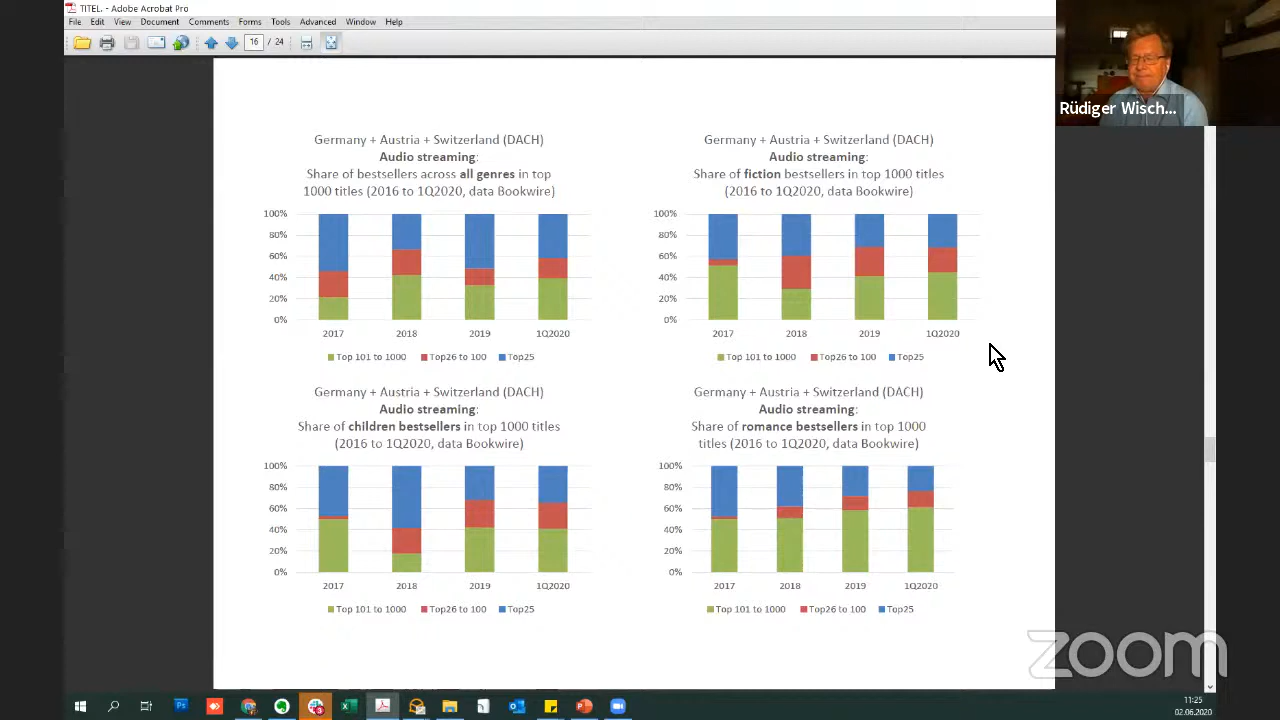 TITEL. - Adobe Acrobat Pro
File Edit View Document Comments Forms Tools Advanced Window Help
16 / 24
Rüdiger Wisch...
Germany + Austria + Switzerland (DACH)
Audio streaming:
Share of bestsellers across all genres in top
1000 titles (2016 to 1Q2020, data Bookwire)
100%
80%
60%
40%
20%
0%
2017 2018 2019 1Q2020
Top 101 to 1000 Top26 to 100 Top25
Germany + Austria + Switzerland (DACH)
Audio streaming:
Share of fiction bestsellers in top 1000 titles
(2016 to 1Q2020, data Bookwire)
100%
80%
60%
40%
20%
0%
2017 2018 2019 1Q2020
Top 101 to 1000 Top26 to 100 Top25
Germany + Austria + Switzerland (DACH)
Audio streaming:
Share of children bestsellers in top 1000 titles
(2016 to 1Q2020, data Bookwire)
100%
80%
60%
40%
20%
0%
2017 2018 2019 1Q2020
Top 101 to 1000 Top26 to 100 Top25
Germany + Austria + Switzerland (DACH)
Audio streaming:
Share of romance bestsellers in top 1000
titles (2016 to 1Q2020, data Bookwire)
100%
80%
60%
40%
20%
0%
2017 2018 2019 1Q2020
Top 101 to 1000 Top26 to 100 Top25
zoom
11:25
02.06.2020